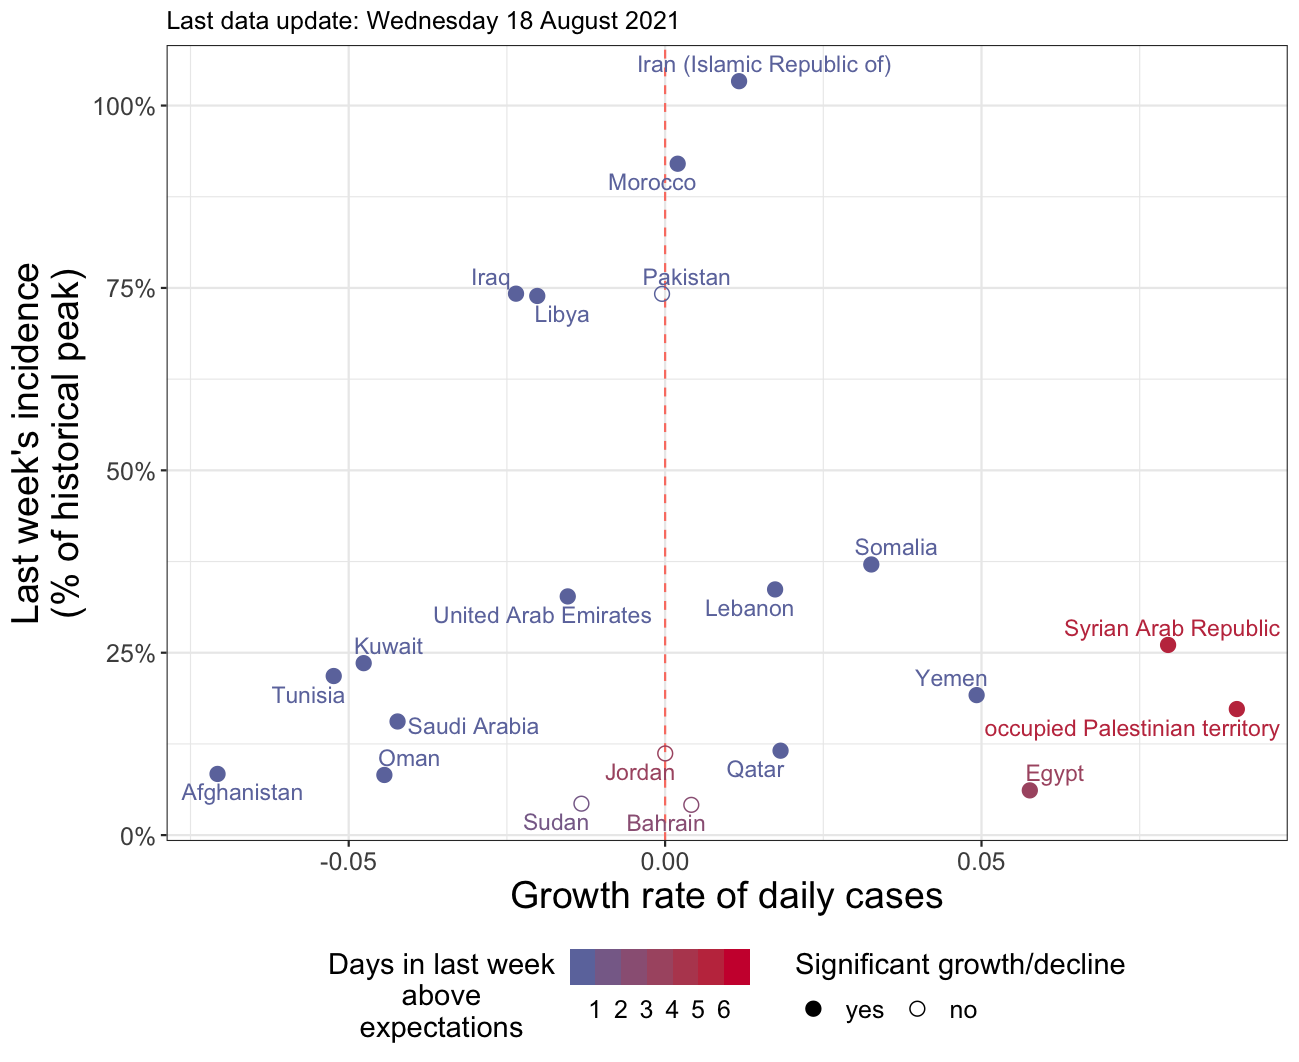 Last data update: Wednesday 18 August 2021
Last week's incidence
(% of historical peak)
100%
75%
50%
25%
0%
Iran (Islamic Republic of)
Morocco
Iraq
Pakistan
Libya
Somalia
Lebanon
United Arab Emirates
Syrian Arab Republic
Kuwait
Yemen
Tunisia
Saudi Arabia
occupied Palestinian territory
Oman
Qatar
Jordan
Egypt
Afghanistan
Sudan
Bahrain
-0.05 0.00 0.05
Growth rate of daily cases
Days in last week
above
expectations
1 2 3 4 5 6
Significant growth/decline
yes no